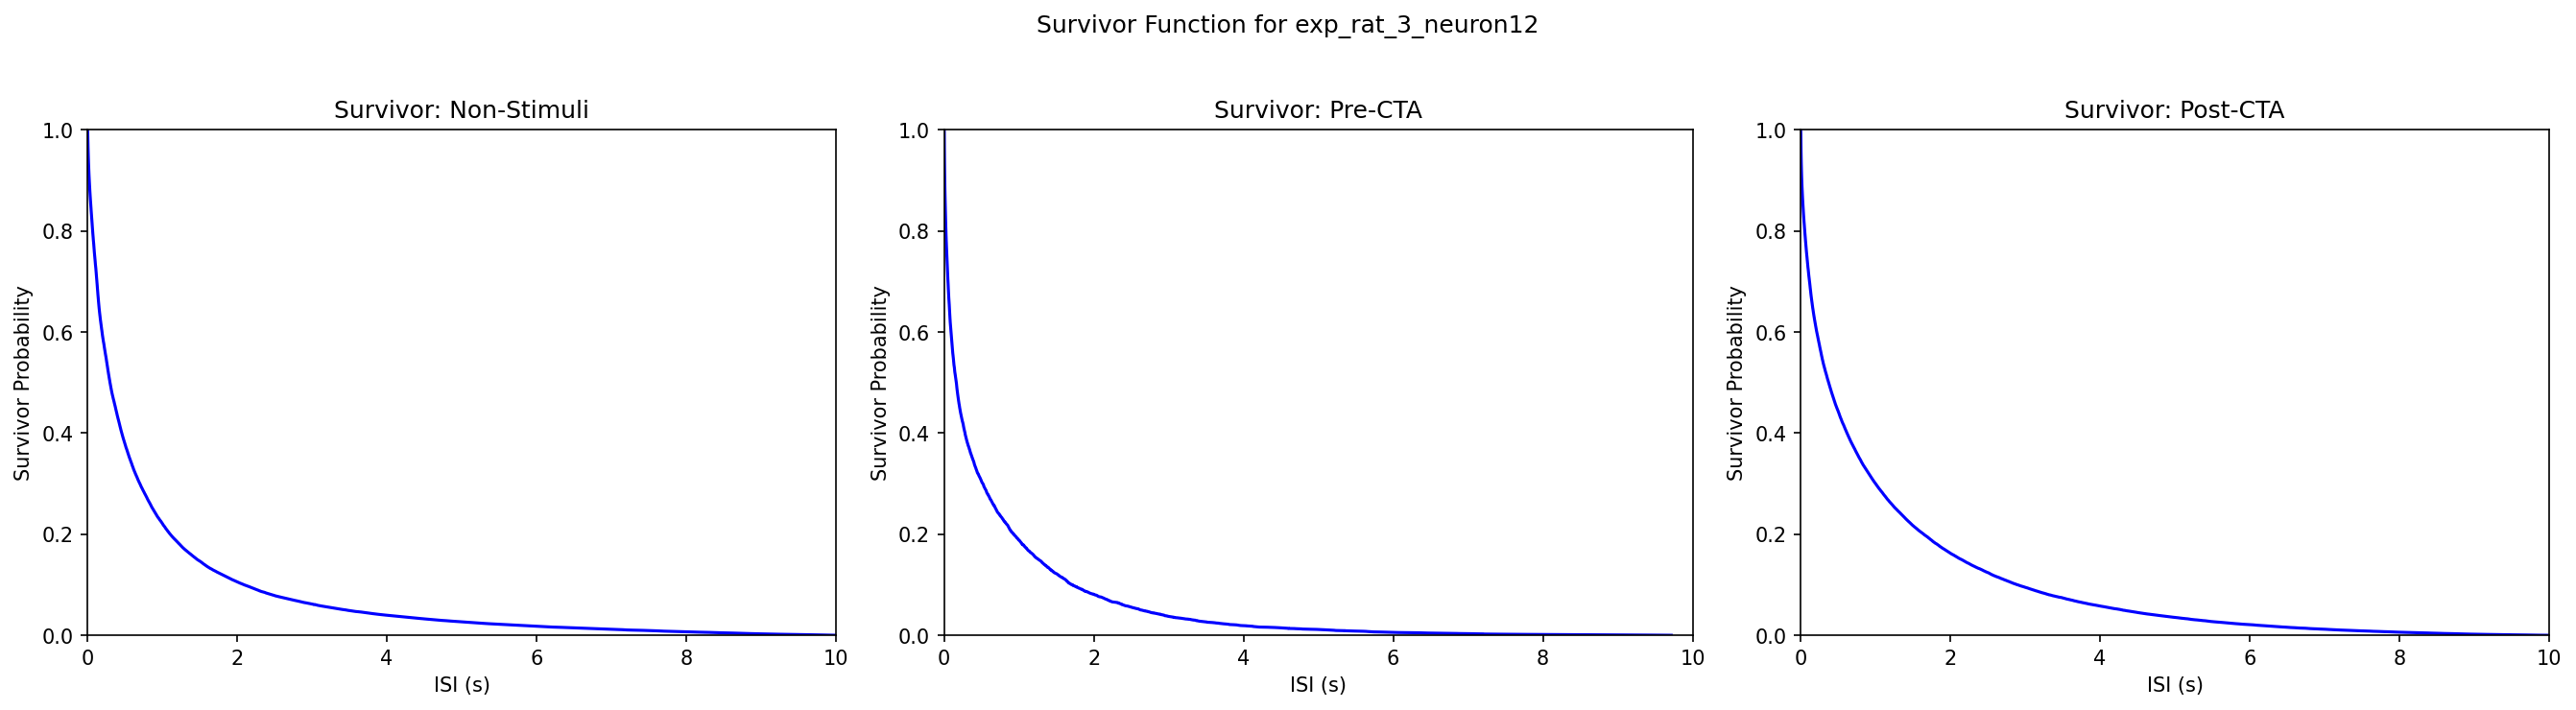 Survivor Function for exp_rat_3_neuron12
Survivor: Non-Stimuli
Survivor Probability
1.0
0.8
0.6
0.4
0.2
0.0
0 2 4 6 8 10
ISI (s)
Survivor: Pre-CTA
Survivor Probability
1.0
0.8
0.6
0.4
0.2
0.0
0 2 4 6 8 10
ISI (s)
Survivor: Post-CTA
Survivor Probability
1.0
0.8
0.6
0.4
0.2
0.0
0 2 4 6 8 10
ISI (s)